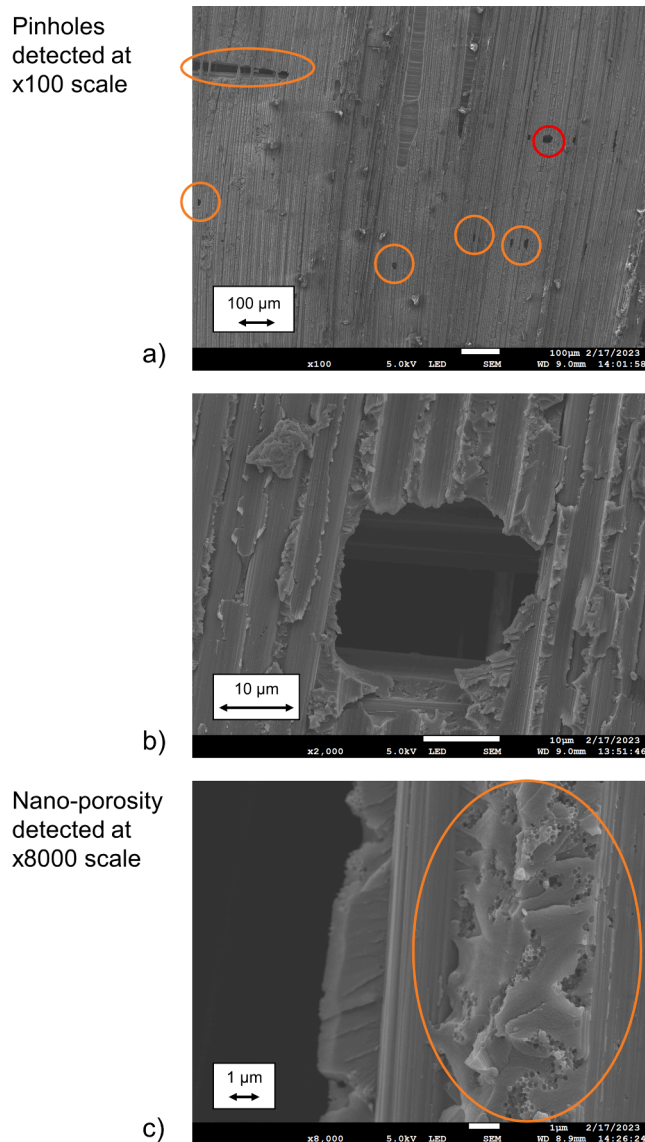 Pinholes
detected at
x100 scale
100 µm
a)
100µm 2/17/2023
x100 5.0kV LED SEM WD 9.0mm 14:01:58
10 µm
b)
10µm 2/17/2023
x2,000 5.0kV LED SEM WD 9.0mm 13:51:46
Nano-porosity
detected at
x8000 scale
1 µm
c)
1µm 2/17/2023
x8,000 5.0kV LED SEM WD 8.9mm 14:26:24